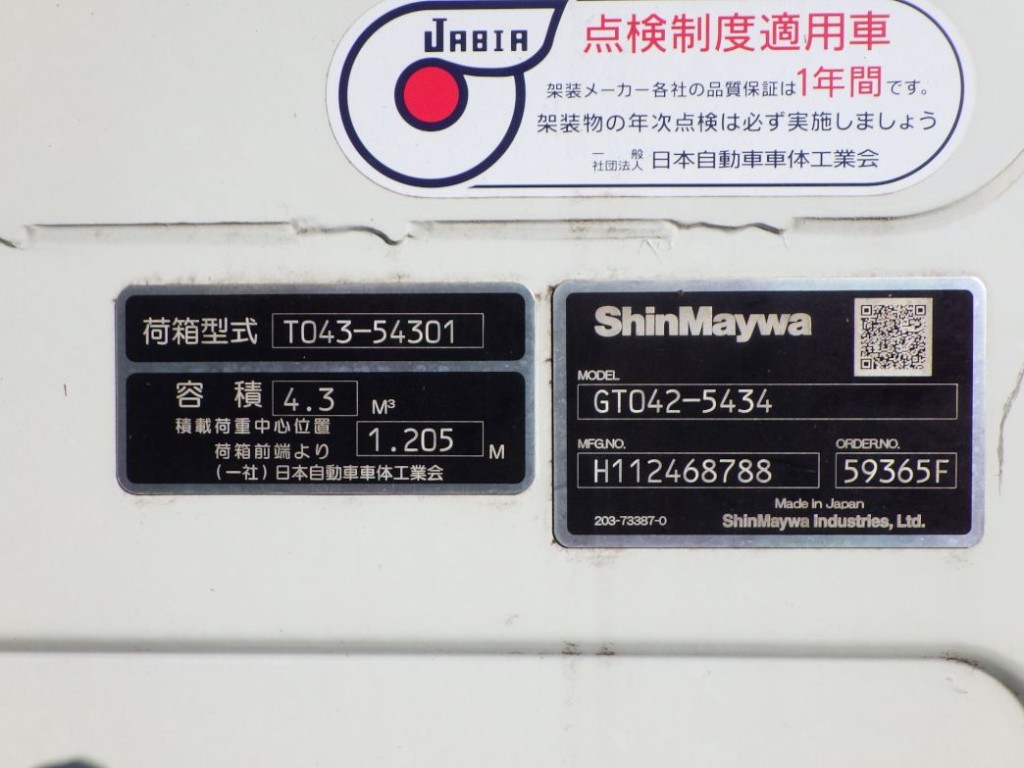 JABIA
点検制度適用車
架装メーカー各社の品質保証は1年間です。
架装物の年次点検は必ず実施しましょう
一般社団法人 日本自動車車体工業会
荷箱型式 T043-54301
容積 4.3 M³
積載荷重中心位置
荷箱前端より 1.205 M
(一社)日本自動車車体工業会
ShinMaywa
MODEL
GT042-5434
MFG.NO. ORDER.NO.
H112468788 59365F
Made in Japan
203-73387-0 ShinMaywa Industries, Ltd.